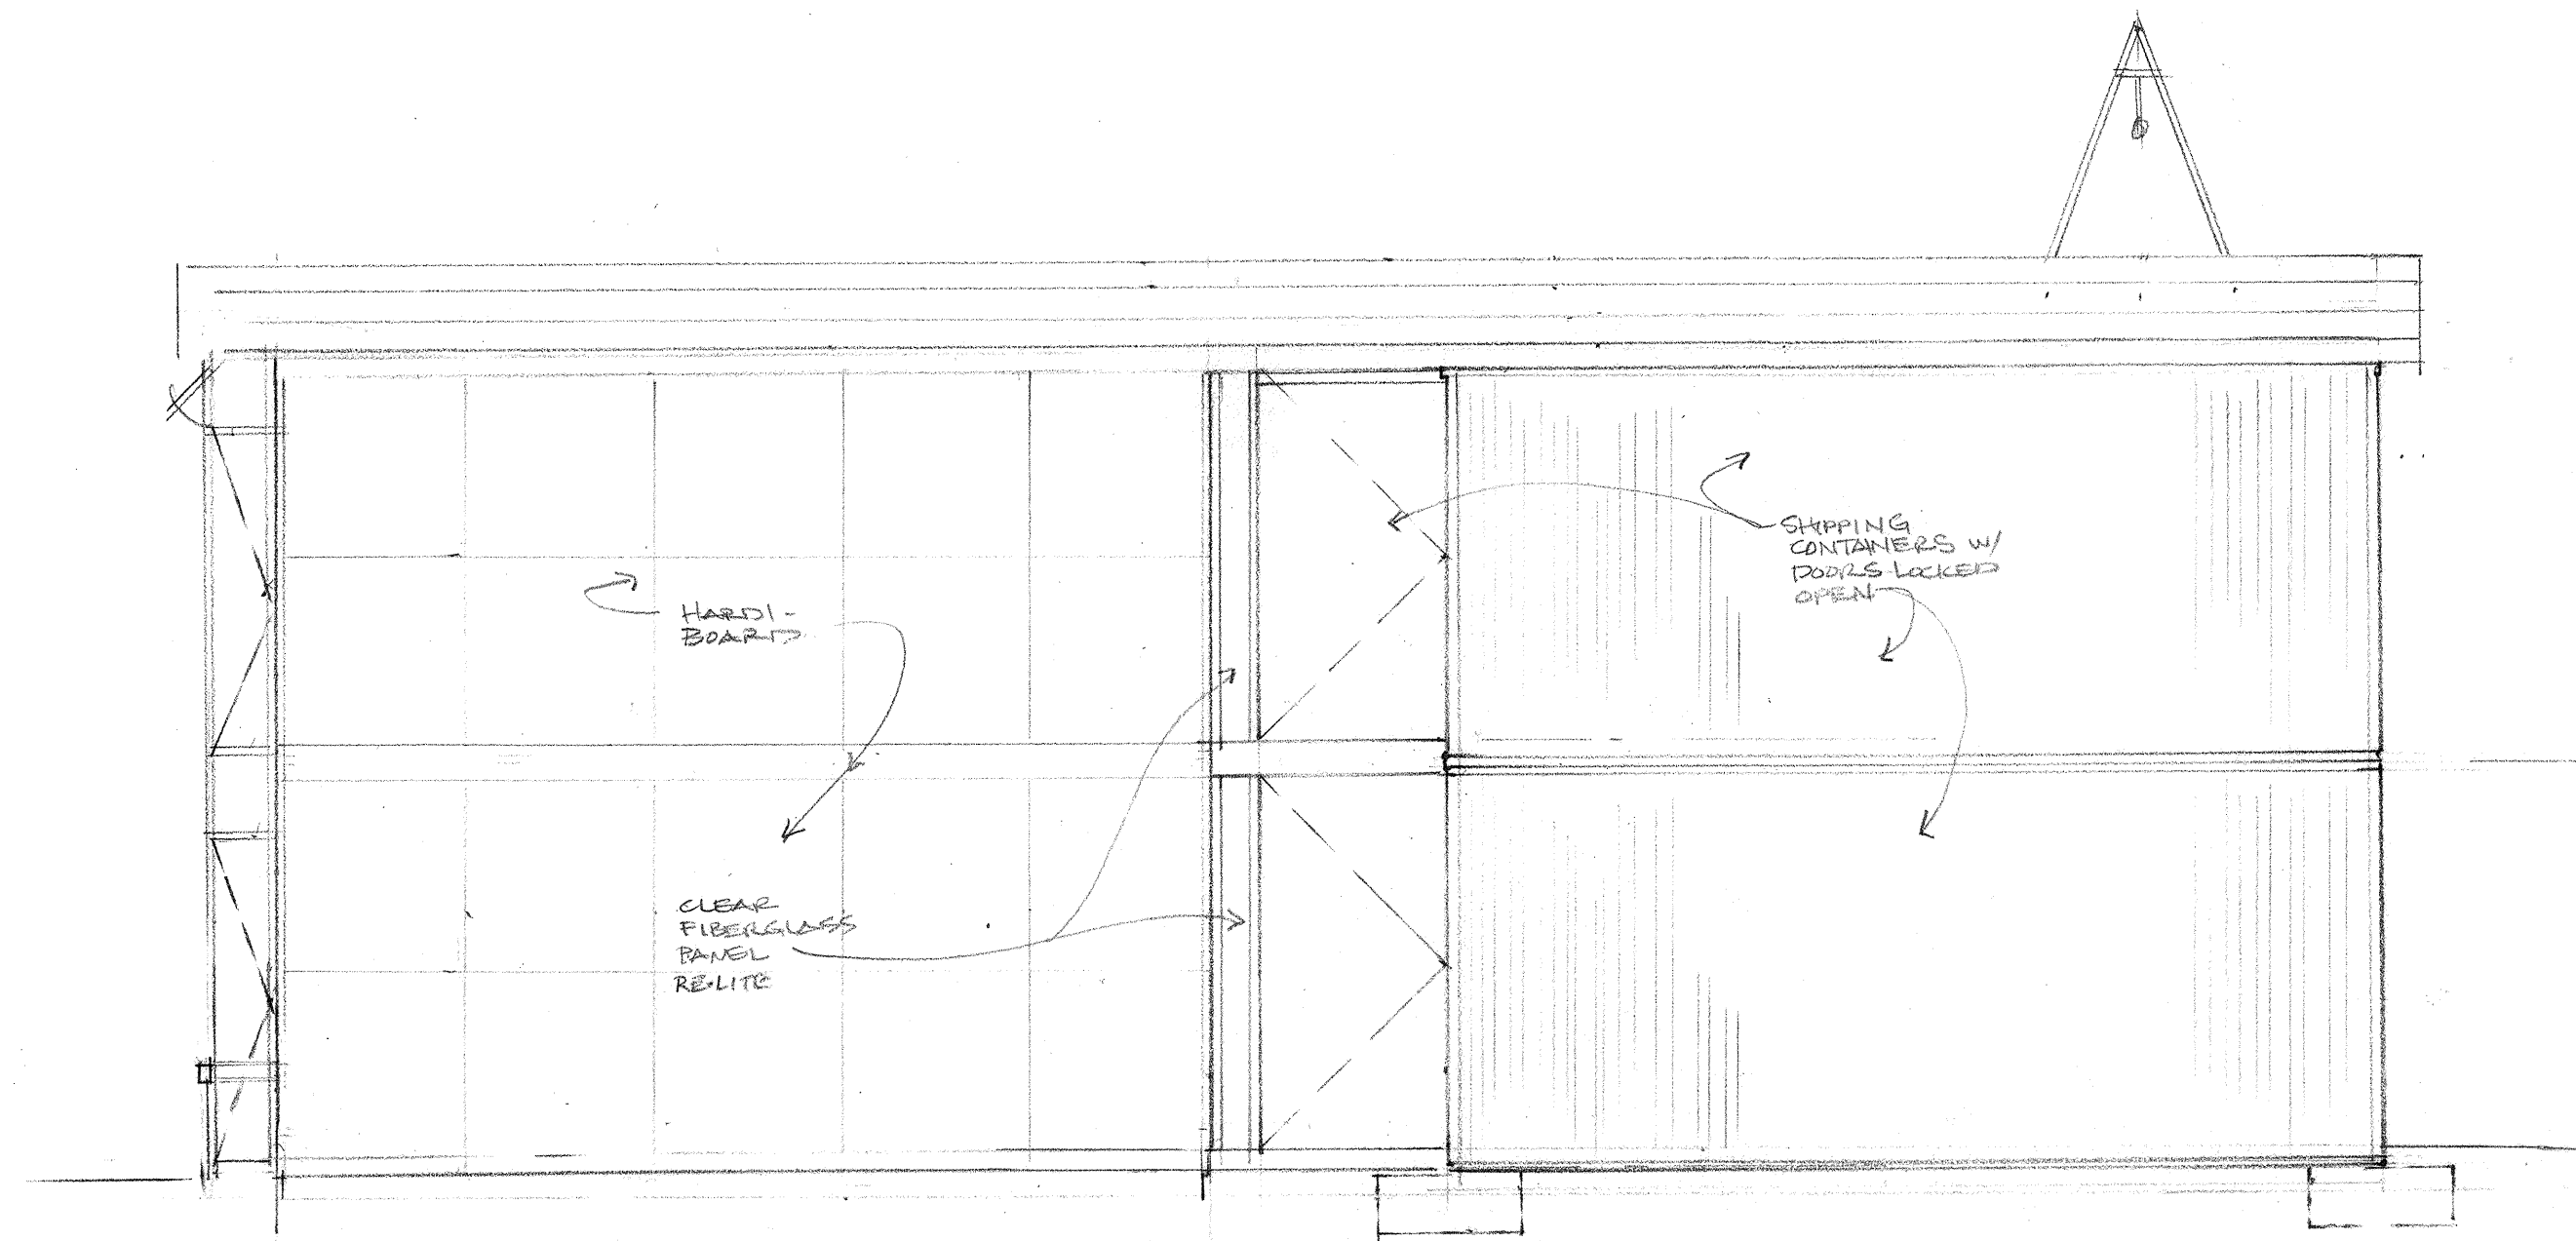 SHIPPING
CONTAINERS W/
DOORS LOCKED
OPEN
HARDI-
BOARD
CLEAR
FIBERGLASS
PANEL
RE-LITE